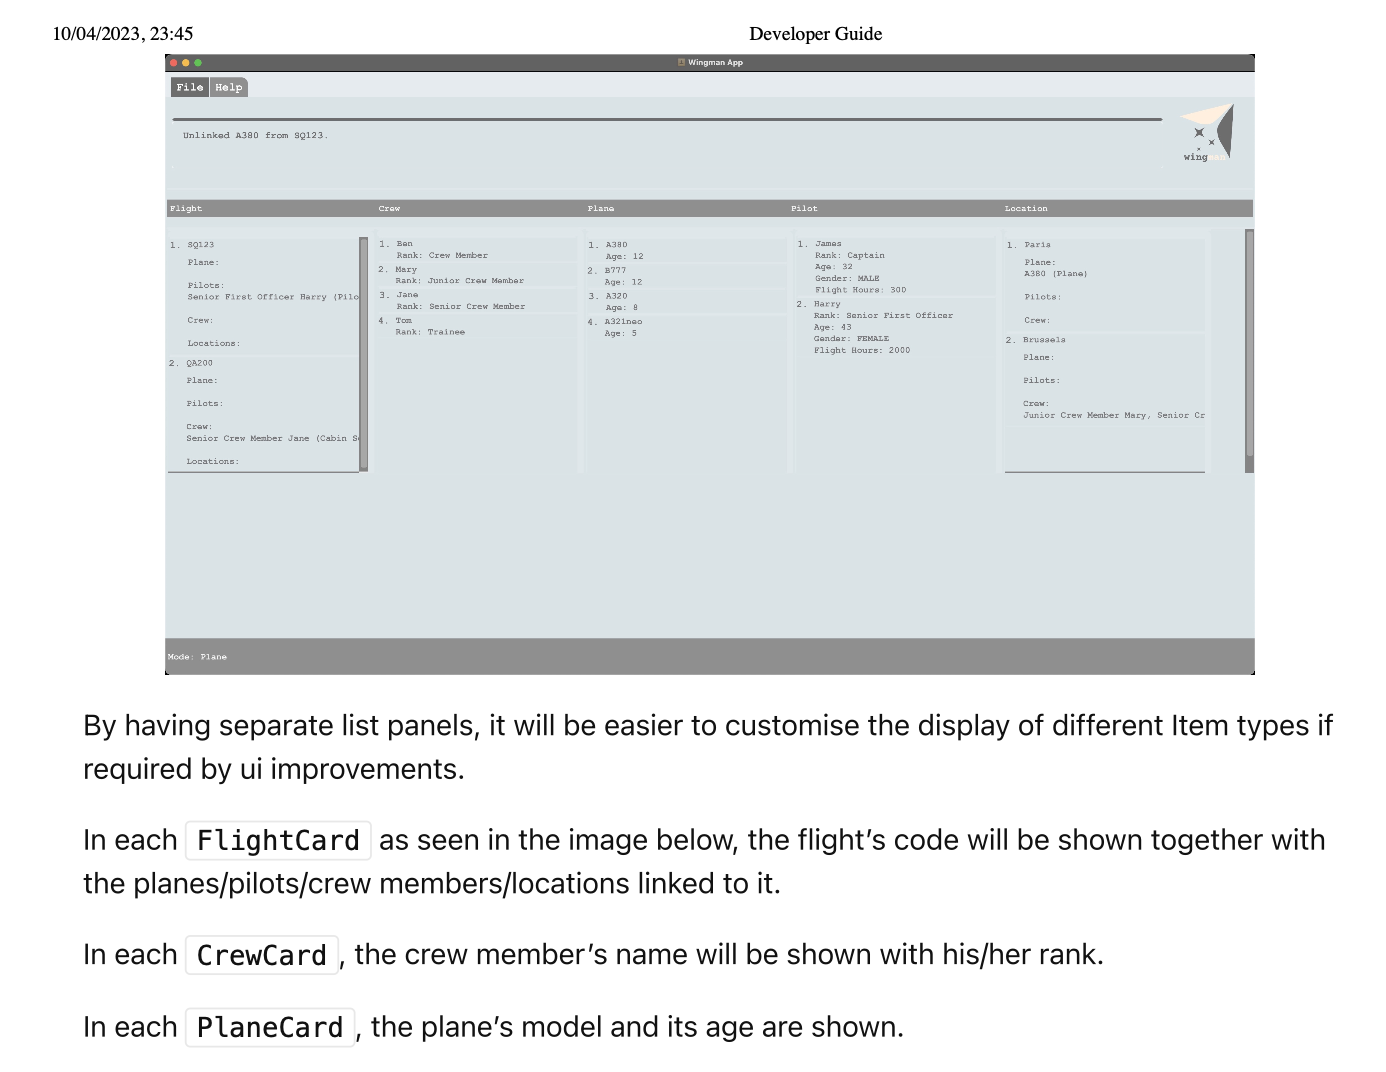 10/04/2023, 23:45
Developer Guide
Wingman App
File Help
Unlinked A380 from SQ123.
wingman
Flight Crew Plane Pilot Location
1. SQ123
Plane:
Pilots:
Senior First Officer Harry (Pilo
Crew:
Locations:
2. QA200
Plane:
Pilots:
Crew:
Senior Crew Member Jane (Cabin Se
Locations:
1. Ben
Rank: Crew Member
2. Mary
Rank: Junior Crew Member
3. Jane
Rank: Senior Crew Member
4. Tom
Rank: Trainee
1. A380
Age: 12
2. B777
Age: 12
3. A320
Age: 8
4. A321neo
Age: 5
1. James
Rank: Captain
Age: 32
Gender: MALE
Flight Hours: 300
2. Harry
Rank: Senior First Officer
Age: 43
Gender: FEMALE
Flight Hours: 2000
1. Paris
Plane:
A380 (Plane)
Pilots:
Crew:
2. Brussels
Plane:
Pilots:
Crew:
Junior Crew Member Mary, Senior Cr
Mode: Plane
By having separate list panels, it will be easier to customise the display of different Item types if
required by ui improvements.
In each FlightCard as seen in the image below, the flight’s code will be shown together with
the planes/pilots/crew members/locations linked to it.
In each CrewCard , the crew member’s name will be shown with his/her rank.
In each PlaneCard , the plane’s model and its age are shown.